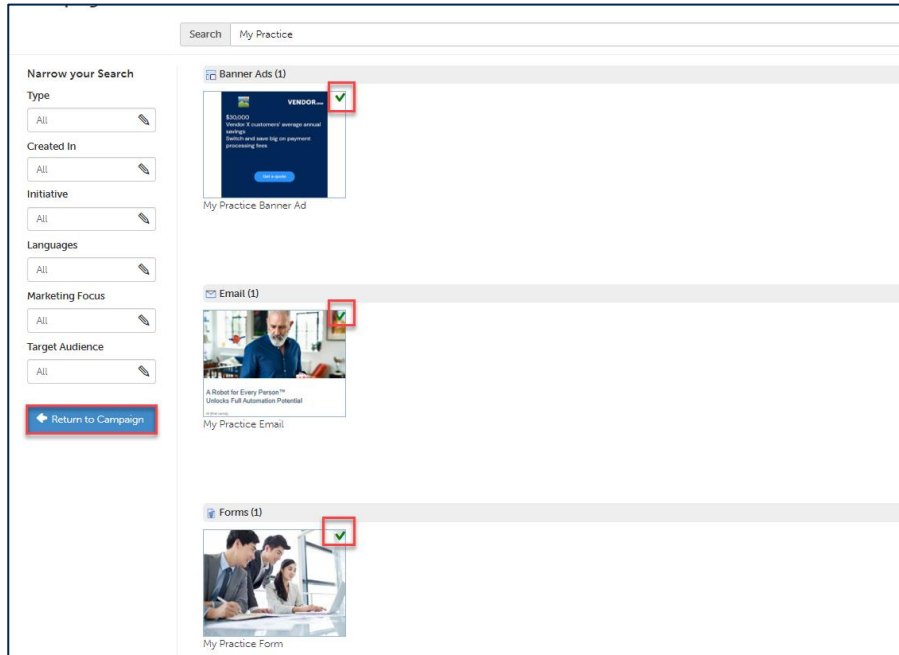 Search My Practice
Narrow your Search
Type
All
Created In
All
Initiative
All
Languages
All
Marketing Focus
All
Target Audience
All
Return to Campaign
Banner Ads (1)
VENDOR
$30,000
Vendor X customers' average annual
savings
Switch and save big on payment
processing fees
Get a quote
My Practice Banner Ad
Email (1)
A Robot for Every Person™
Unlocks Full Automation Potential
My Practice Email
Forms (1)
My Practice Form